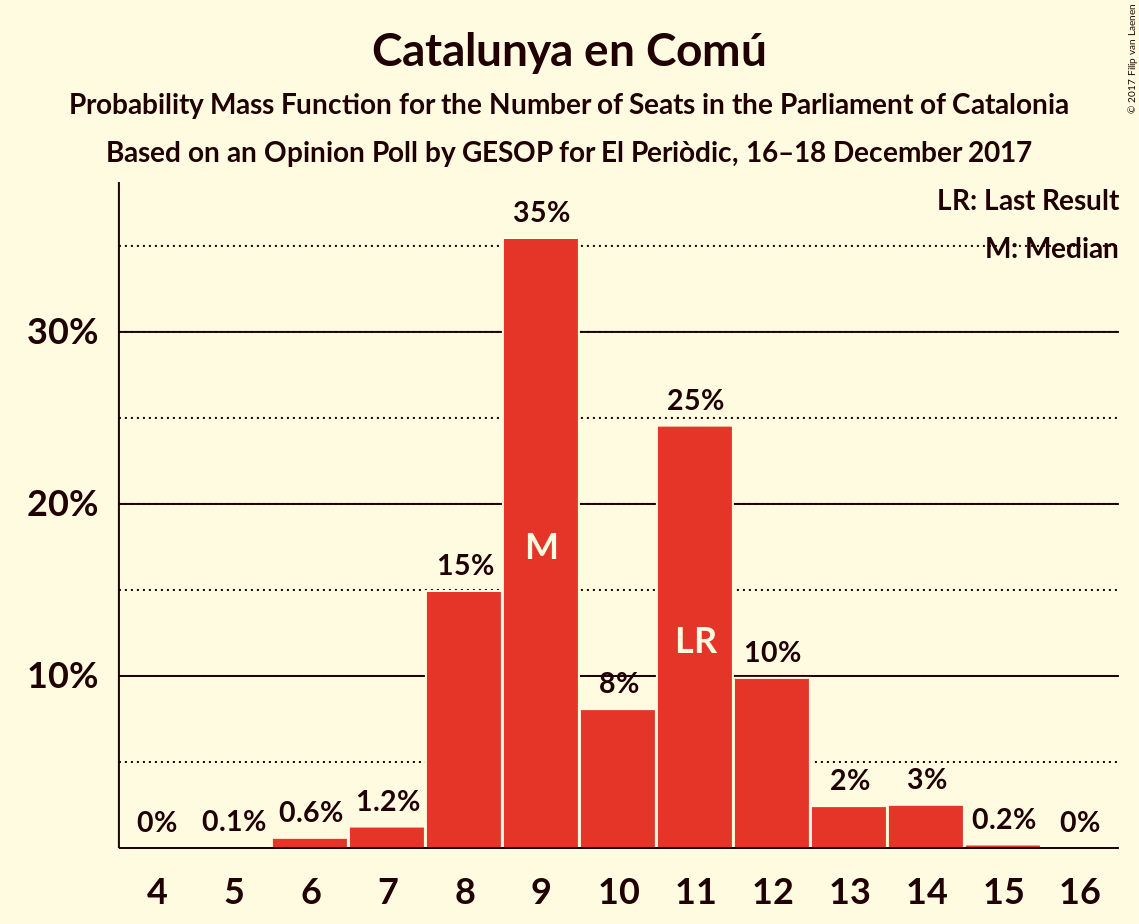 Catalunya en Comú
Probability Mass Function for the Number of Seats in the Parliament of Catalonia
Based on an Opinion Poll by GESOP for El Periòdic, 16–18 December 2017
© 2017 Filip van Laenen
LR: Last Result
M: Median
35%
30%
25%
20%
M
15%
LR
10%
10%
8%
2%
3%
0%
0.1%
0.6%
1.2%
0.2%
0%
4 5 6 7 8 9 10 11 12 13 14 15 16